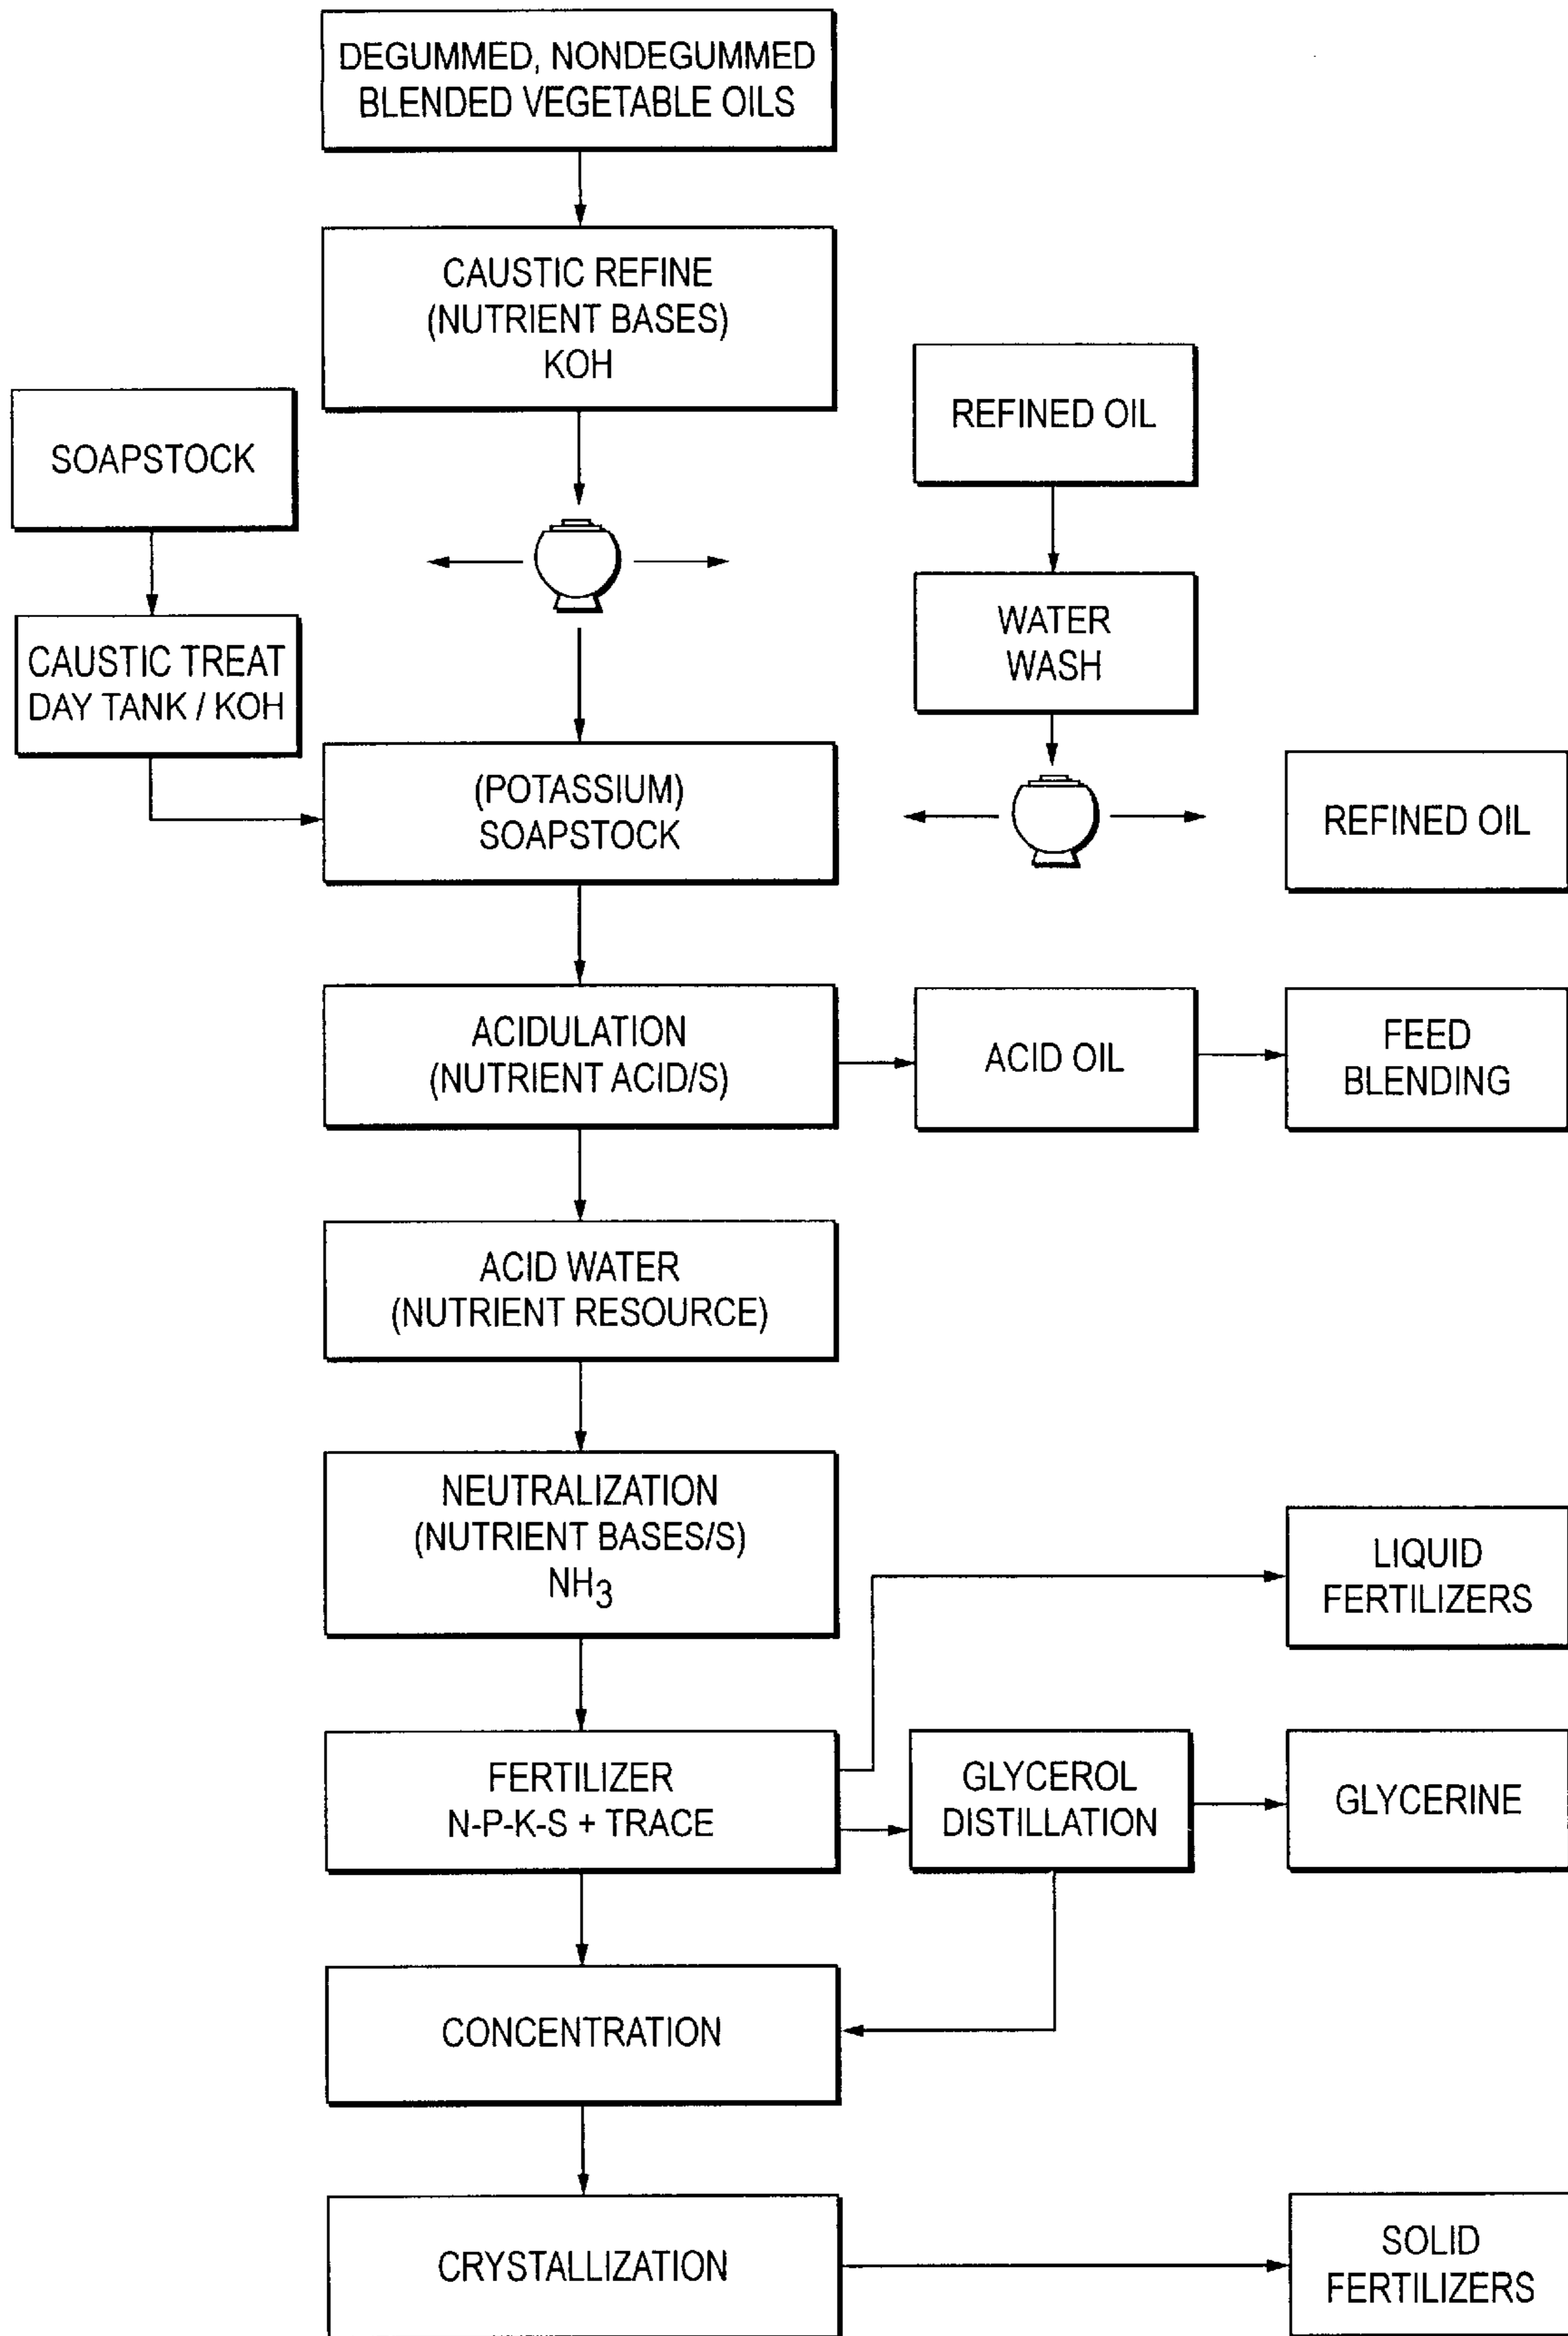 DEGUMMED, NONDEGUMMED
BLENDED VEGETABLE OILS
CAUSTIC REFINE
(NUTRIENT BASES)
KOH
REFINED OIL
SOAPSTOCK
WATER
WASH
CAUSTIC TREAT
DAY TANK / KOH
(POTASSIUM)
SOAPSTOCK
REFINED OIL
ACIDULATION
(NUTRIENT ACID/S)
ACID OIL
FEED
BLENDING
ACID WATER
(NUTRIENT RESOURCE)
NEUTRALIZATION
(NUTRIENT BASES/S)
NH3
LIQUID
FERTILIZERS
FERTILIZER
N-P-K-S + TRACE
GLYCEROL
DISTILLATION
GLYCERINE
CONCENTRATION
CRYSTALLIZATION
SOLID
FERTILIZERS